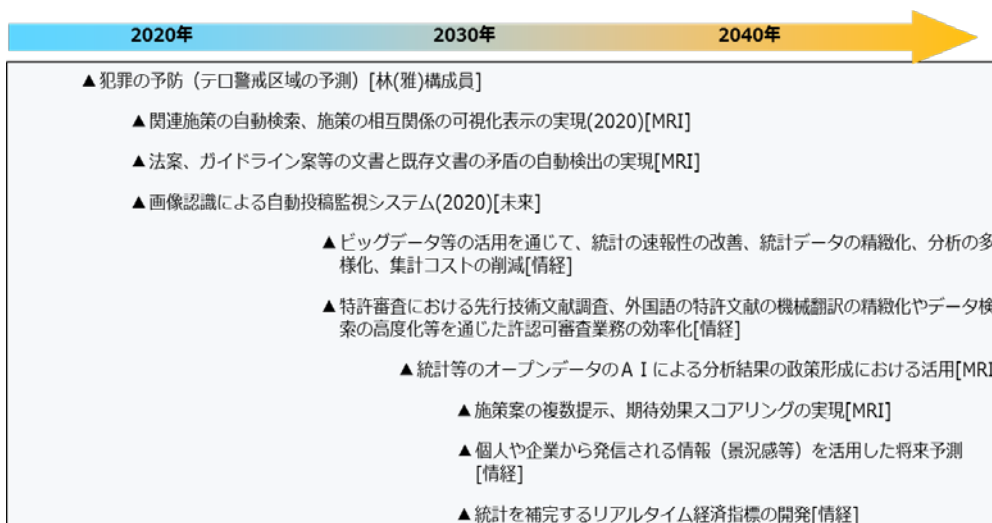 2020年 2030年 2040年
▲犯罪の予防（テロ警戒区域の予測）[林(雅)構成員]
▲関連施策の自動検索、施策の相互関係の可視化表示の実現(2020)[MRI]
▲法案、ガイドライン案等の文書と既存文書の矛盾の自動検出の実現[MRI]
▲画像認識による自動投稿監視システム(2020)[未来]
▲ビッグデータ等の活用を通じて、統計の速報性の改善、統計データの精緻化、分析の多
様化、集計コストの削減[情経]
▲特許審査における先行技術文献調査、外国語の特許文献の機械翻訳の精緻化やデータ検
索の高度化等を通じた許認可審査業務の効率化[情経]
▲統計等のオープンデータのＡＩによる分析結果の政策形成における活用[MRI
▲施策案の複数提示、期待効果スコアリングの実現[MRI]
▲個人や企業から発信される情報（景況感等）を活用した将来予測
[情経]
▲統計を補完するリアルタイム経済指標の開発[情経]